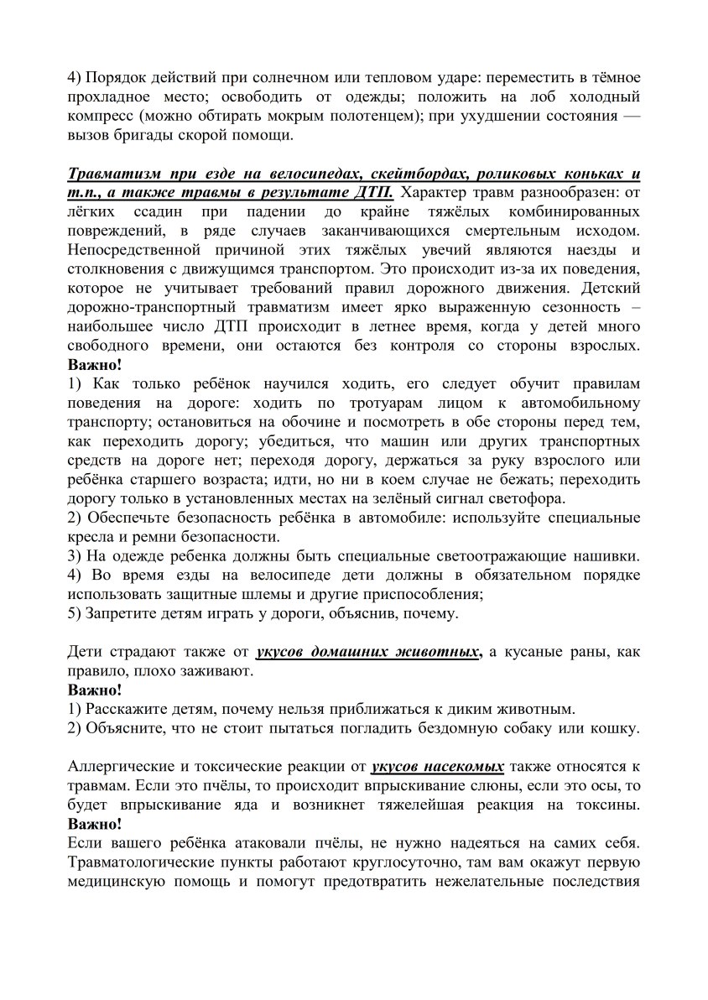 4) Порядок действий при солнечном или тепловом ударе: переместить в тёмное
прохладное место; освободить от одежды; положить на лоб холодный
компресс (можно обтирать мокрым полотенцем); при ухудшении состояния —
вызов бригады скорой помощи.
Травматизм при езде на велосипедах, скейтбордах, роликовых коньках и
т.п., а также травмы в результате ДТП. Характер травм разнообразен: от
лёгких ссадин при падении до крайне тяжёлых комбинированных
повреждений, в ряде случаев заканчивающихся смертельным исходом.
Непосредственной причиной этих тяжёлых увечий являются наезды и
столкновения с движущимся транспортом. Это происходит из-за их поведения,
которое не учитывает требований правил дорожного движения. Детский
дорожно-транспортный травматизм имеет ярко выраженную сезонность –
наибольшее число ДТП происходит в летнее время, когда у детей много
свободного времени, они остаются без контроля со стороны взрослых.
Важно!
1) Как только ребёнок научился ходить, его следует обучит правилам
поведения на дороге: ходить по тротуарам лицом к автомобильному
транспорту; остановиться на обочине и посмотреть в обе стороны перед тем,
как переходить дорогу; убедиться, что машин или других транспортных
средств на дороге нет; переходя дорогу, держаться за руку взрослого или
ребёнка старшего возраста; идти, но ни в коем случае не бежать; переходить
дорогу только в установленных местах на зелёный сигнал светофора.
2) Обеспечьте безопасность ребёнка в автомобиле: используйте специальные
кресла и ремни безопасности.
3) На одежде ребенка должны быть специальные светоотражающие нашивки.
4) Во время езды на велосипеде дети должны в обязательном порядке
использовать защитные шлемы и другие приспособления;
5) Запретите детям играть у дороги, объяснив, почему.
Дети страдают также от укусов домашних животных, а кусаные раны, как
правило, плохо заживают.
Важно!
1) Расскажите детям, почему нельзя приближаться к диким животным.
2) Объясните, что не стоит пытаться погладить бездомную собаку или кошку.
Аллергические и токсические реакции от укусов насекомых также относятся к
травмам. Если это пчёлы, то происходит впрыскивание слюны, если это осы, то
будет впрыскивание яда и возникнет тяжелейшая реакция на токсины.
Важно!
Если вашего ребёнка атаковали пчёлы, не нужно надеяться на самих себя.
Травматологические пункты работают круглосуточно, там вам окажут первую
медицинскую помощь и помогут предотвратить нежелательные последствия